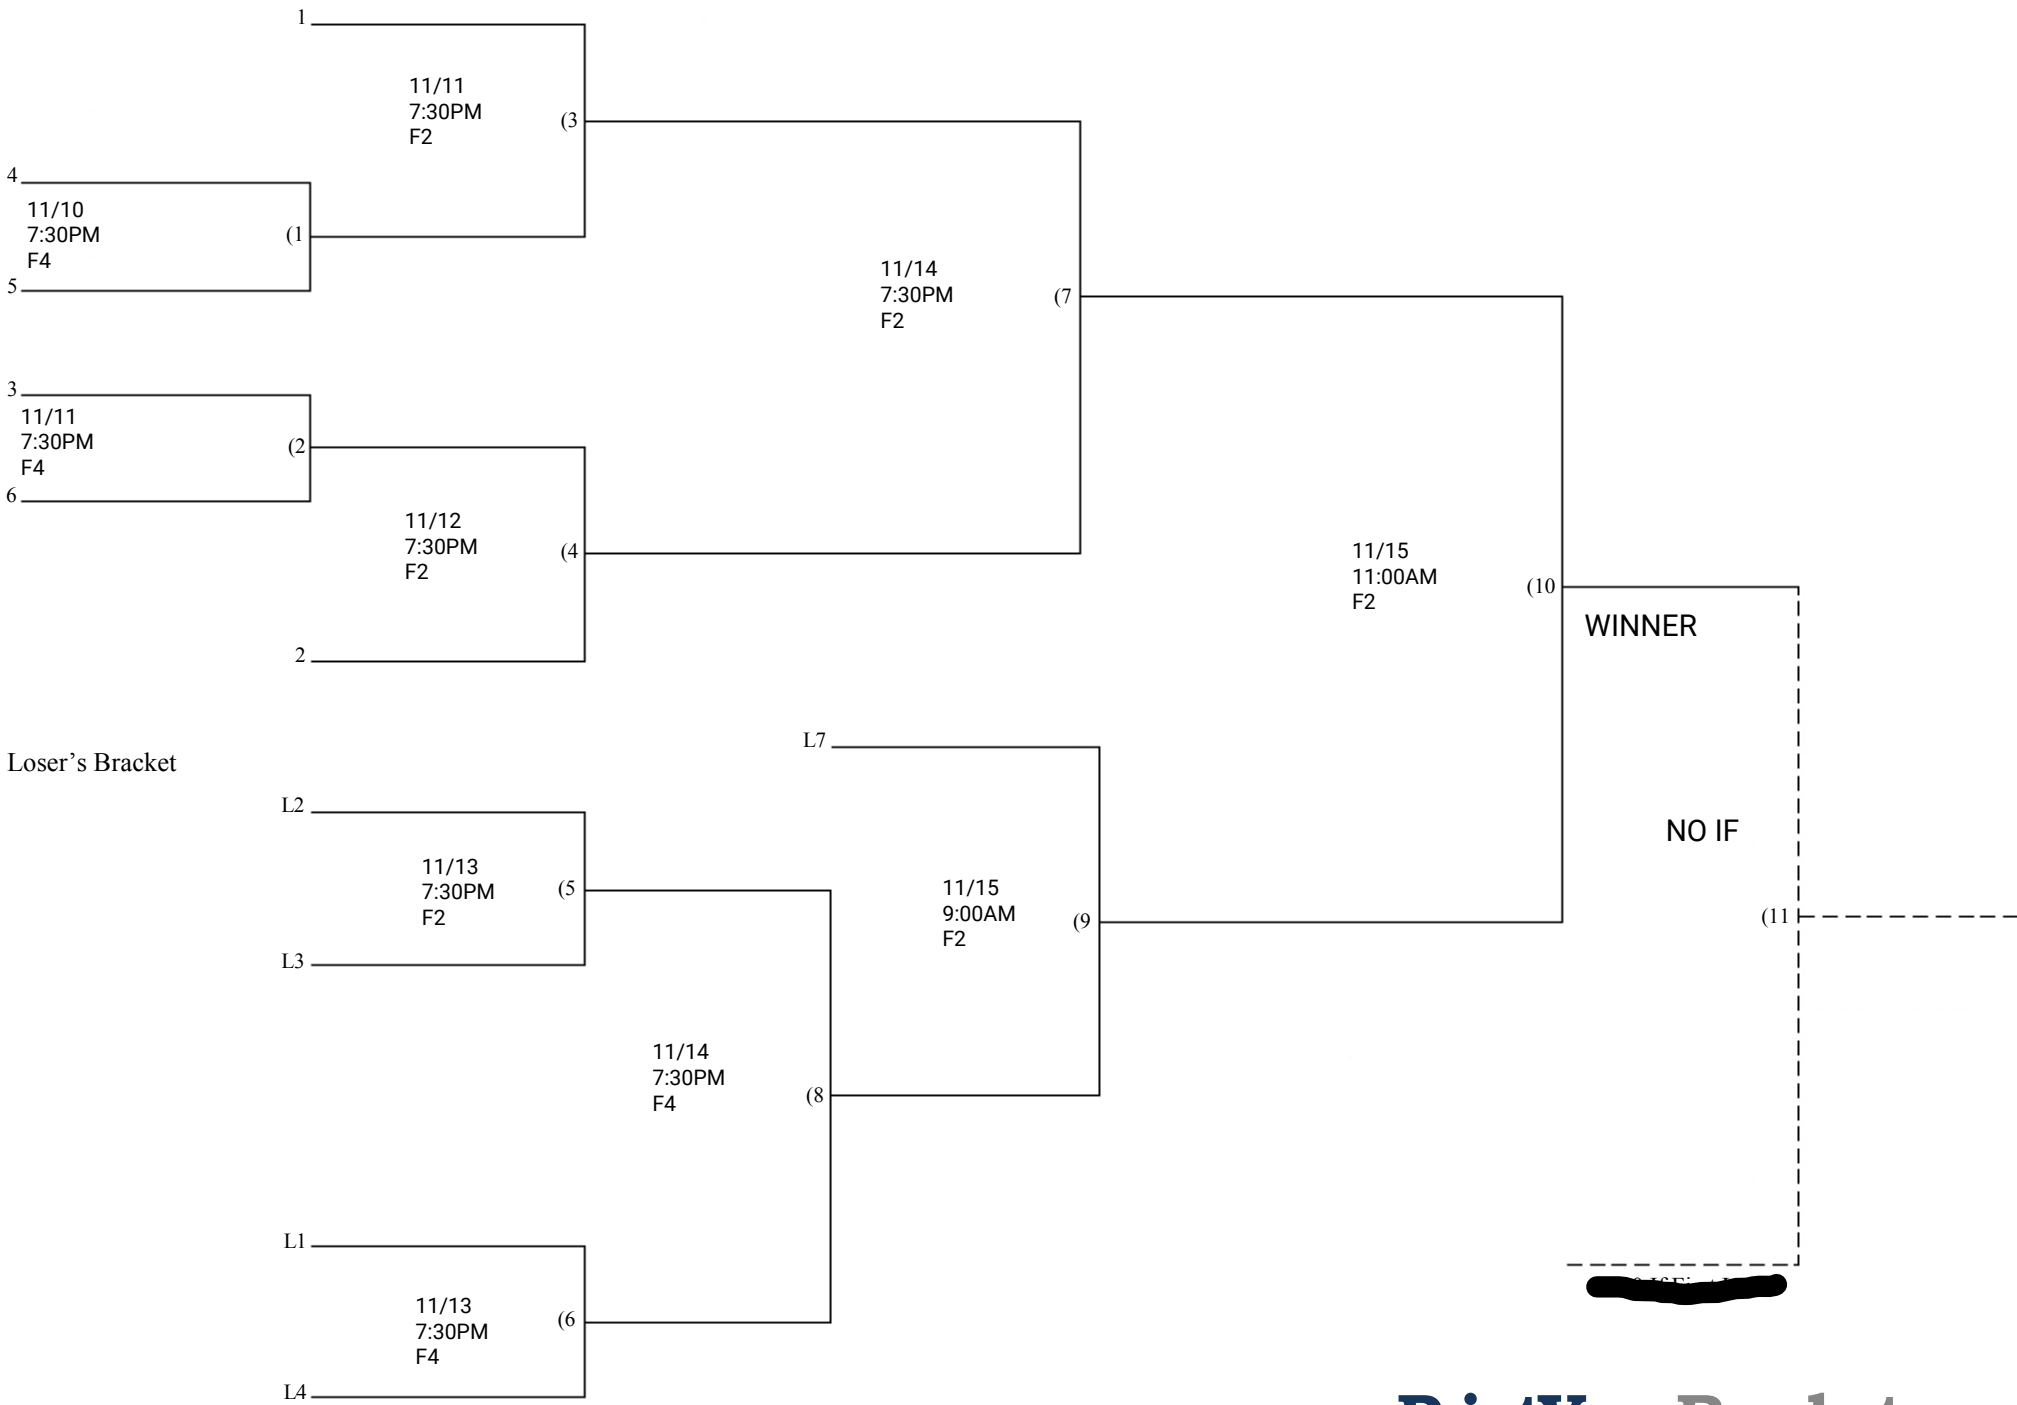 1
11/11
7:30PM
F2
(3
4
11/10
7:30PM
F4
(1
5
11/14
7:30PM
F2
(7
3
11/11
7:30PM
F4
(2
6
11/12
7:30PM
F2
(4
2
11/15
11:00AM
F2
(10
WINNER
Loser's Bracket
L7
L2
11/13
7:30PM
F2
(5
L3
11/15
9:00AM
F2
(9
NO IF
(11
11/14
7:30PM
F4
(8
L1
11/13
7:30PM
F4
(6
L4